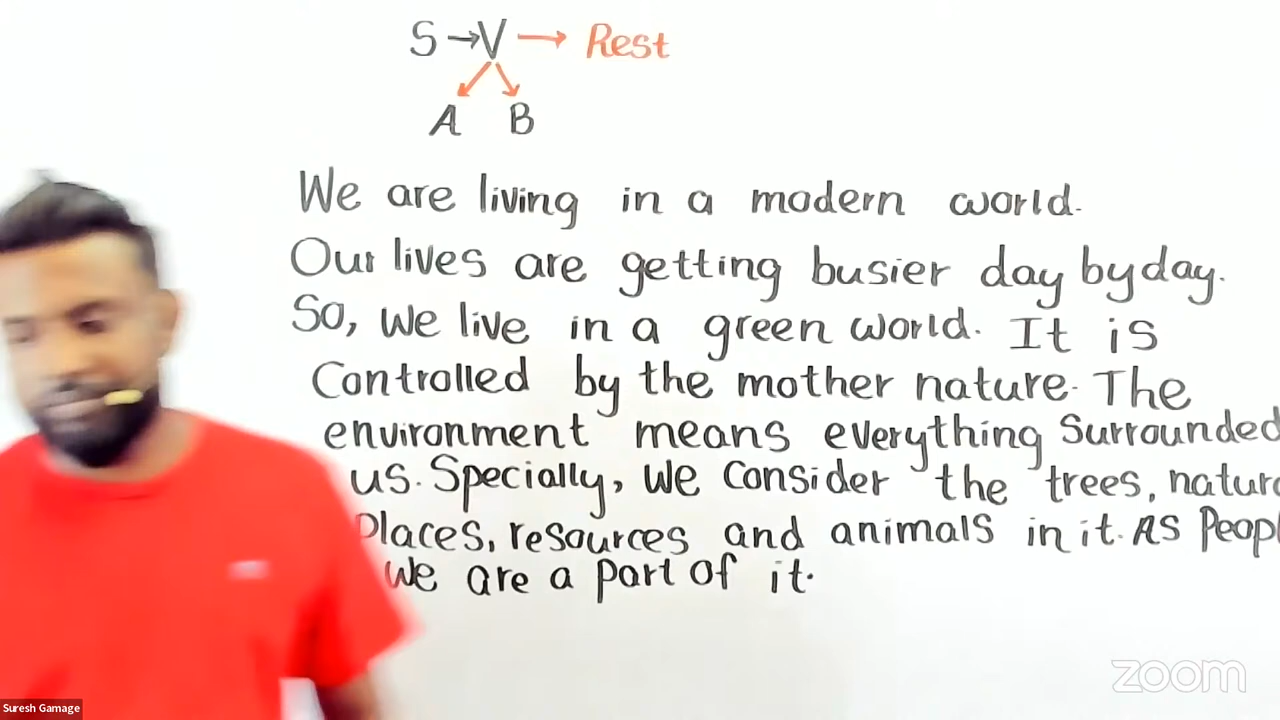 S → V → Rest
A B
We are living in a modern world.
Our lives are getting busier day by day.
So, we live in a green world. It is
Controlled by the mother nature. The
environment means everything Surrounded
us. Specially, we consider the trees, natura
places, resources and animals in it. As Peopl
we are a part of it.
zoom
Suresh Gamage